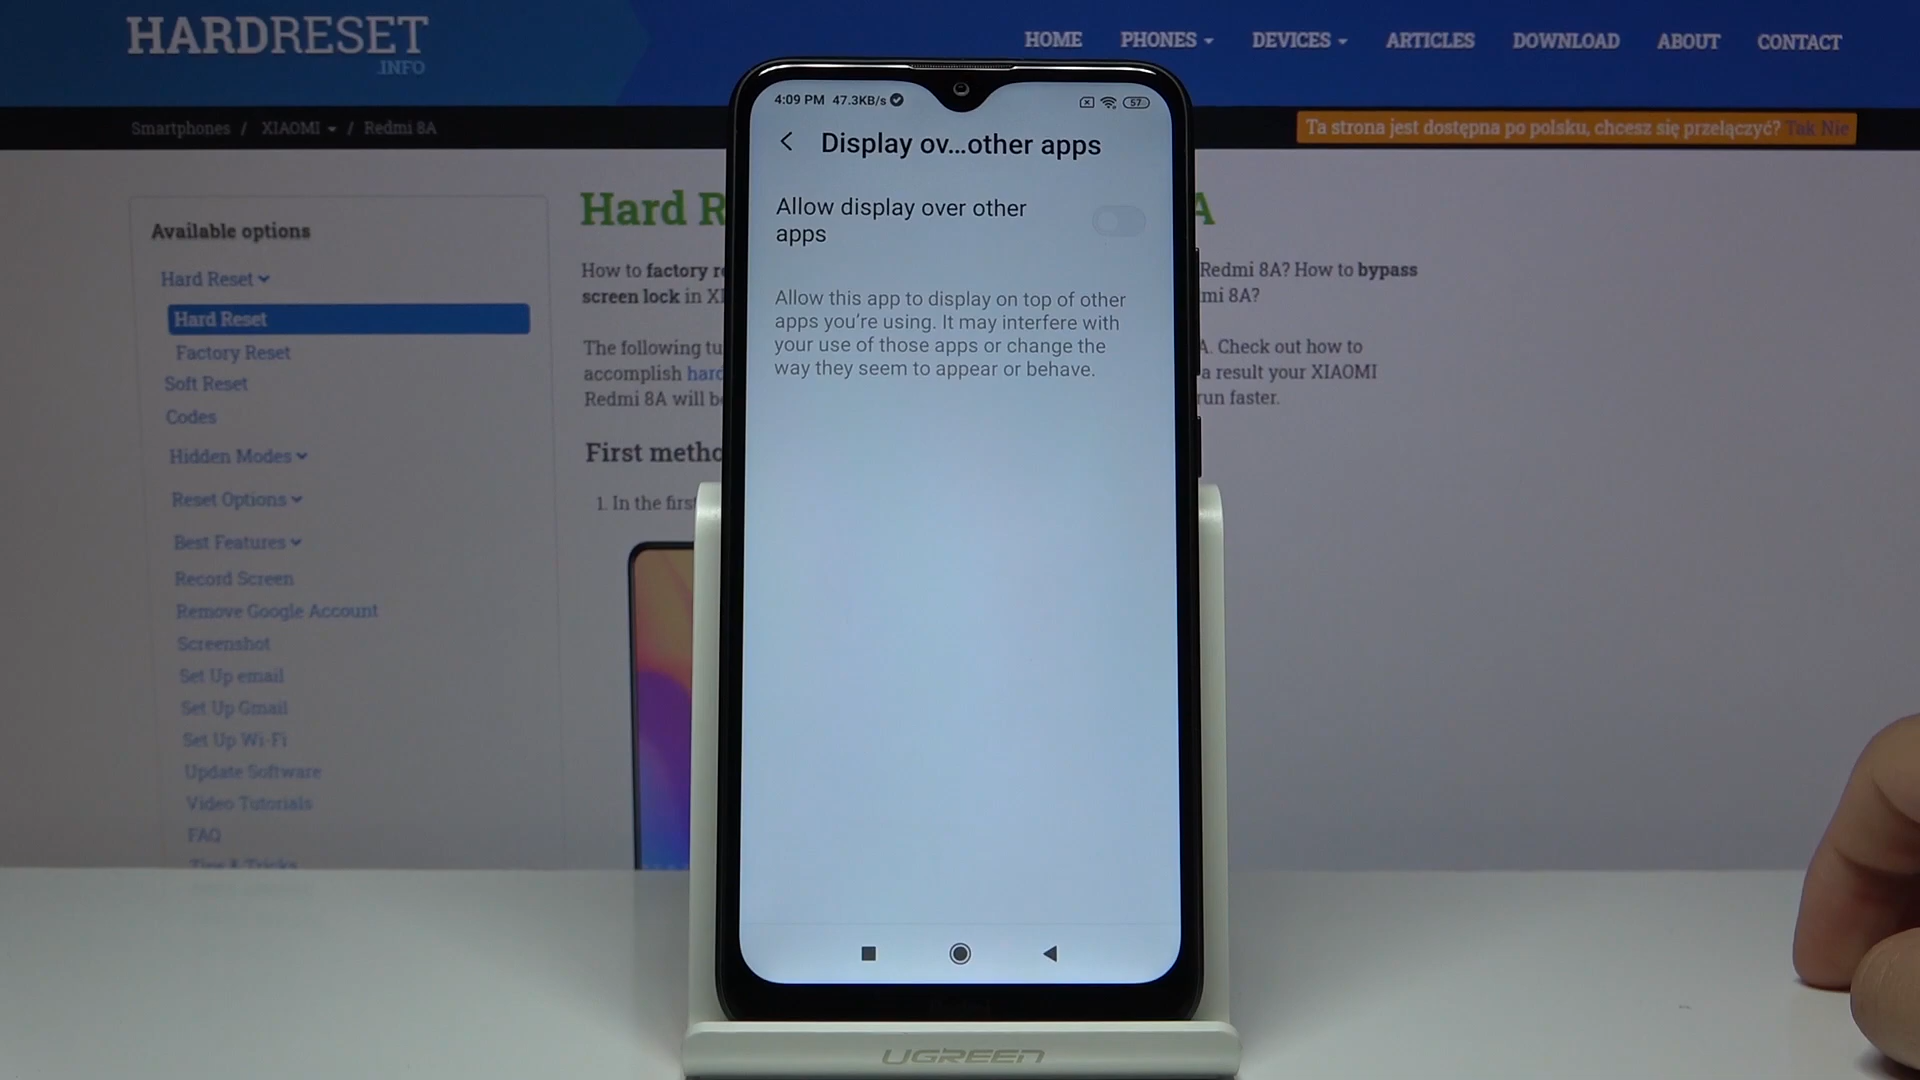 HARDRESET
.INFO
HOME PHONES DEVICES ARTICLES DOWNLOAD ABOUT CONTACT
Smartphones / XIAOMI / Redmi 8A
Ta strona jest dostępna po polsku, chcesz się przełączyć? Tak Nie
Available options
Hard Reset
Hard Reset
Factory Reset
Soft Reset
Codes
Hidden Modes
Reset Options
Best Features
Record Screen
Remove Google Account
Screenshot
Set Up email
Set Up Gmail
Set Up Wi-Fi
Update Software
Video Tutorials
FAQ
Tips & Tricks
Hard R
A
How to factory re
Redmi 8A? How to bypass
screen lock in XI
mi 8A?
The following tu
A. Check out how to
accomplish hard
a result your XIAOMI
Redmi 8A will be
run faster.
First metho
1. In the first
4:09 PM 47.3KB/s
57
Display ov...other apps
Allow display over other
apps
Allow this app to display on top of other
apps you're using. It may interfere with
your use of those apps or change the
way they seem to appear or behave.
UGREEN